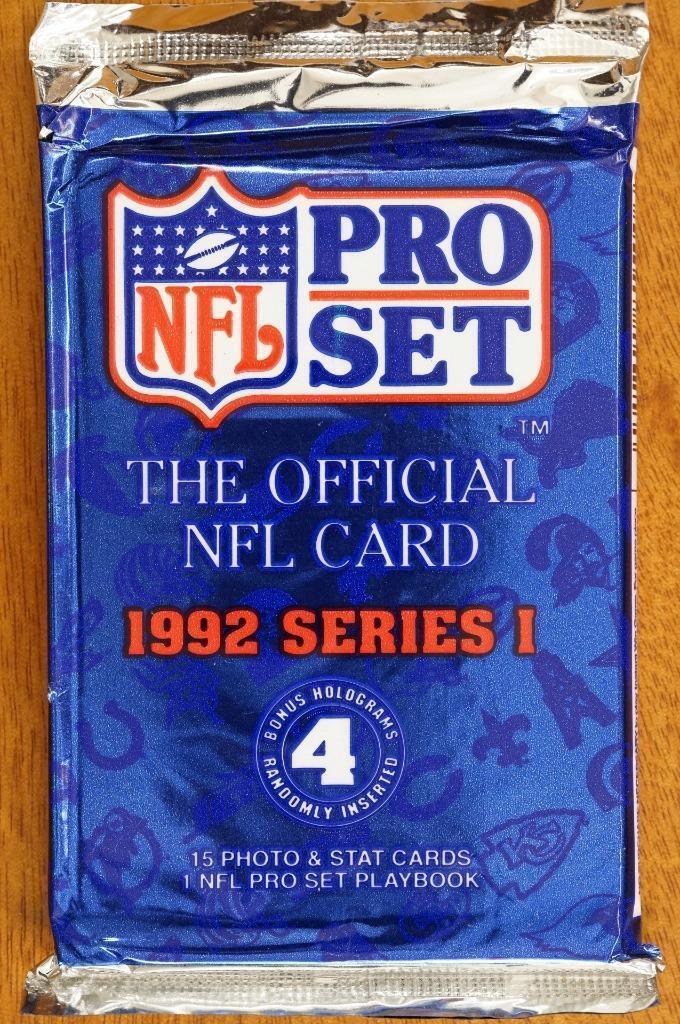 NFL
PRO
SET
TM
THE OFFICIAL
NFL CARD
1992 SERIES I
BONUS HOLOGRAMS
4
RANDOMLY INSERTED
15 PHOTO & STAT CARDS
1 NFL PRO SET PLAYBOOK
KC